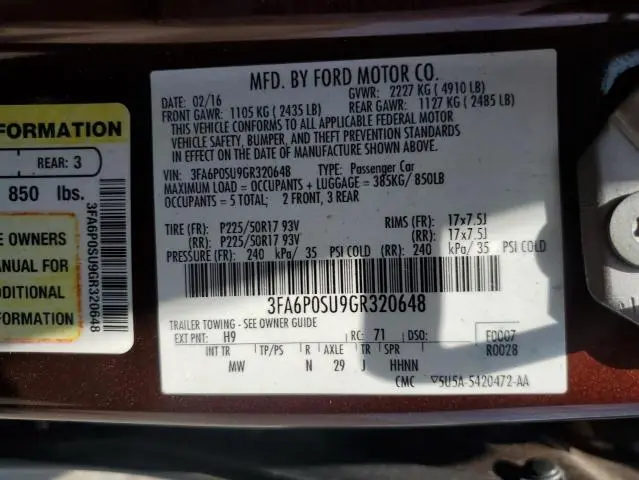 FORMATION
REAR: 3
850 lbs.
E OWNERS
MANUAL FOR
DDITIONAL
FORMATION
3FA6P0SU9GR320648
MFD. BY FORD MOTOR CO.
DATE: 02/16 GVWR: 2227 KG ( 4910 LB)
FRONT GAWR: 1105 KG ( 2435 LB) REAR GAWR: 1127 KG ( 2485 LB)
THIS VEHICLE CONFORMS TO ALL APPLICABLE FEDERAL MOTOR
VEHICLE SAFETY, BUMPER, AND THEFT PREVENTION STANDARDS
IN EFFECT ON THE DATE OF MANUFACTURE SHOWN ABOVE.
VIN: 3FA6P0SU9GR320648 TYPE: Passenger Car
MAXIMUM LOAD = OCCUPANTS + LUGGAGE = 385KG/ 850LB
OCCUPANTS = 5 TOTAL; 2 FRONT, 3 REAR
TIRE (FR): P225/50R17 93V RIMS (FR): 17x7.5J
(RR): P225/50R17 93V (RR): 17x7.5J
PRESSURE (FR): 240 kPa/ 35 PSI COLD (RR): 240 kPa/ 35 PSI COLD
3FA6P0SU9GR320648
TRAILER TOWING - SEE OWNER GUIDE
EXT PNT: H9 RC: 71 DSO: F0007
R0028
INT TR TP/PS R AXLE TR SPR
MW N 29 J HHNN
CMC ▽5U5A-5420472-AA